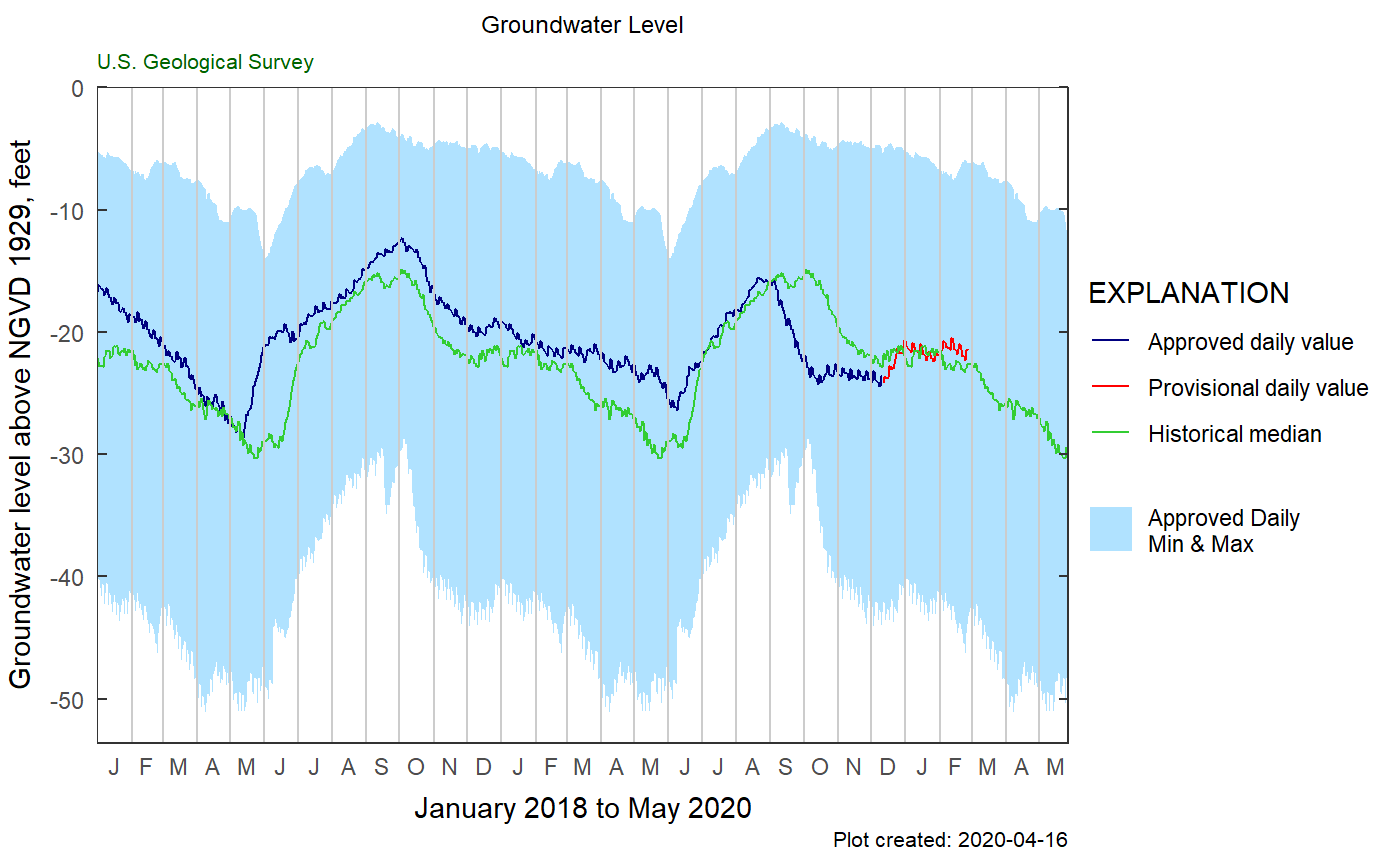 Groundwater Level
U.S. Geological Survey
0
-10
-20
-30
-40
-50
Groundwater level above NGVD 1929, feet
J F M A M J J A S O N D J F M A M J J A S O N D J F M A M
January 2018 to May 2020
Plot created: 2020-04-16
EXPLANATION
Approved daily value
Provisional daily value
Historical median
Approved Daily
Min & Max